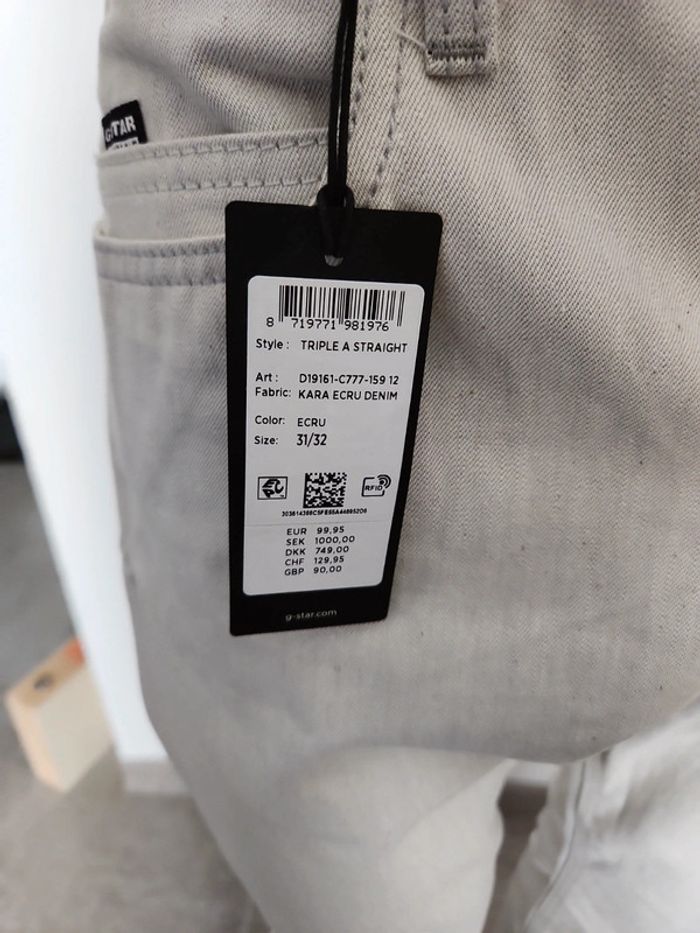 G-STAR
8 719771 981976
Style : TRIPLE A STRAIGHT
Art : D19161-C777-159 12
Fabric: KARA ECRU DENIM
Color: ECRU
Size: 31/32
RFID
EUR 99,95
SEK 1000,00
DKK 749,00
CHF 129,95
GBP 90,00
g-star.com